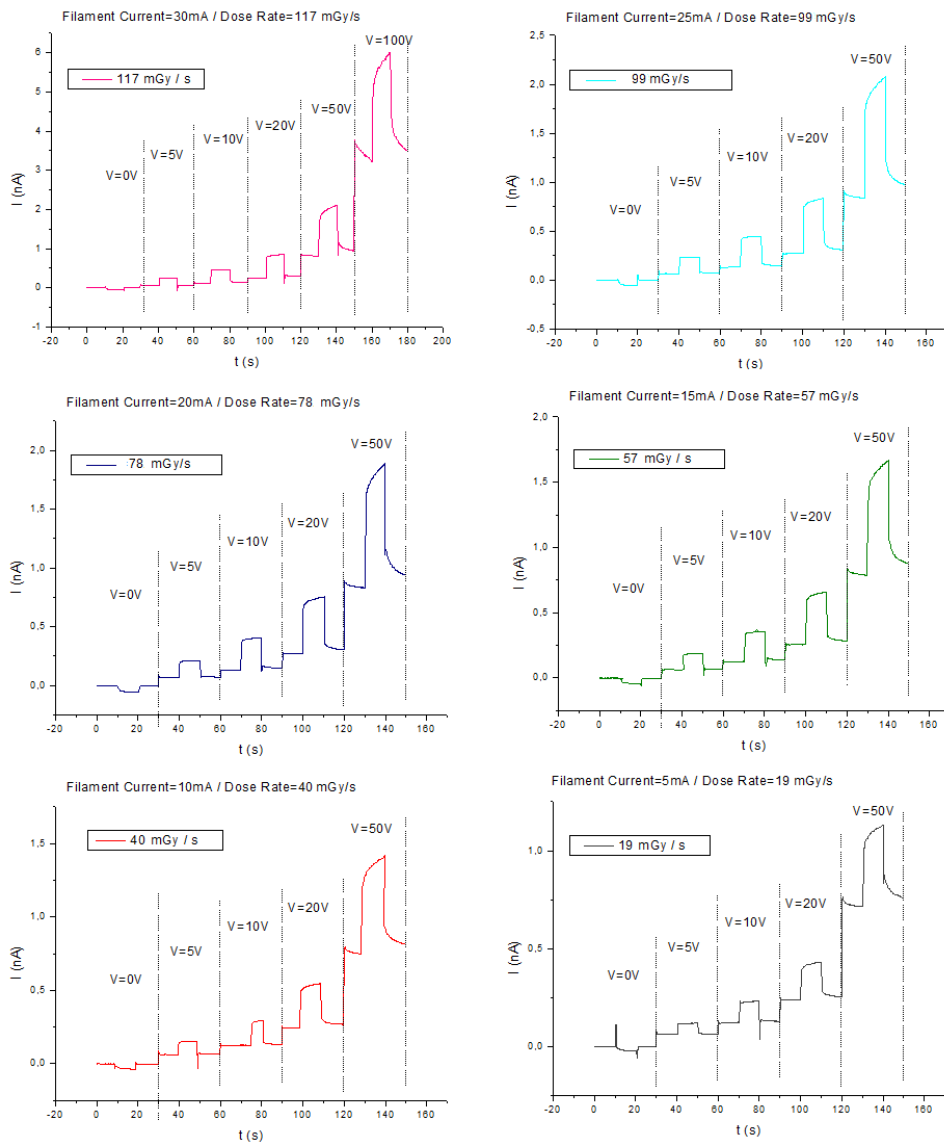 Filament Current=30mA / Dose Rate=117 mGy/s
117 mGy / s
V=0V
V=5V
V=10V
V=20V
V=50V
V=100V
I (nA)
6
5
4
3
2
1
0
-1
-20 0 20 40 60 80 100 120 140 160 180 200
t (s)
Filament Current=25mA / Dose Rate=99 mGy/s
99 mGy/s
V=0V
V=5V
V=10V
V=20V
V=50V
I (nA)
2,5
2,0
1,5
1,0
0,5
0,0
-0,5
-20 0 20 40 60 80 100 120 140 160
t (s)
Filament Current=20mA / Dose Rate=78 mGy/s
78 mGy/s
V=0V
V=5V
V=10V
V=20V
V=50V
I (nA)
2,0
1,5
1,0
0,5
0,0
-20 0 20 40 60 80 100 120 140 160
t (s)
Filament Current=15mA / Dose Rate=57 mGy/s
57 mGy / s
V=0V
V=5V
V=10V
V=20V
V=50V
I (nA)
2,0
1,5
1,0
0,5
0,0
-20 0 20 40 60 80 100 120 140 160
t (s)
Filament Current=10mA / Dose Rate=40 mGy/s
40 mGy / s
V=0V
V=5V
V=10V
V=20V
V=50V
I (nA)
1,5
1,0
0,5
0,0
-20 0 20 40 60 80 100 120 140 160
t (s)
Filament Current=5mA / Dose Rate=19 mGy/s
19 mGy / s
V=0V
V=5V
V=10V
V=20V
V=50V
I (nA)
1,0
0,5
0,0
-20 0 20 40 60 80 100 120 140 160
t (s)